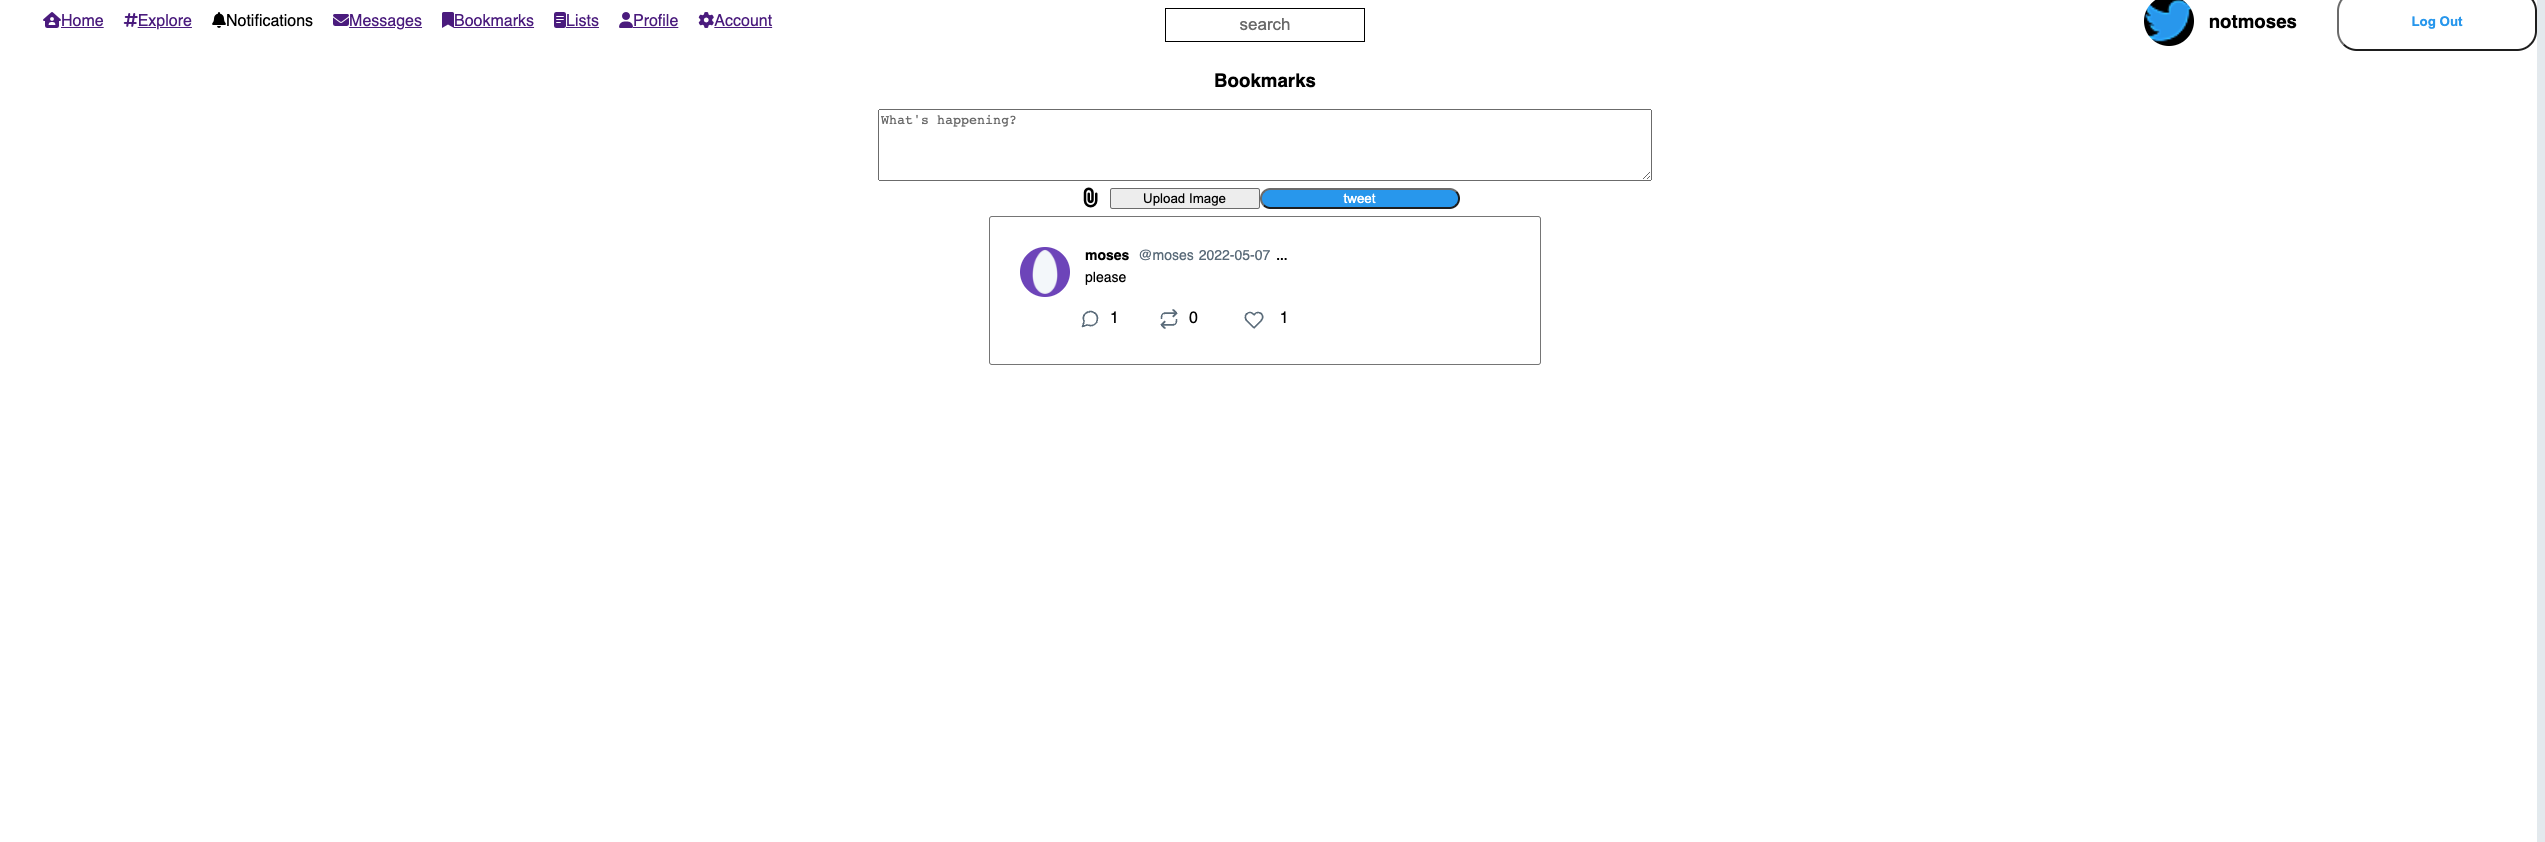 Home #Explore Notifications Messages Bookmarks Lists Profile Account search notmoses Log Out
Bookmarks
What's happening?
Upload Image tweet
moses @moses 2022-05-07 ...
please
1 0 1